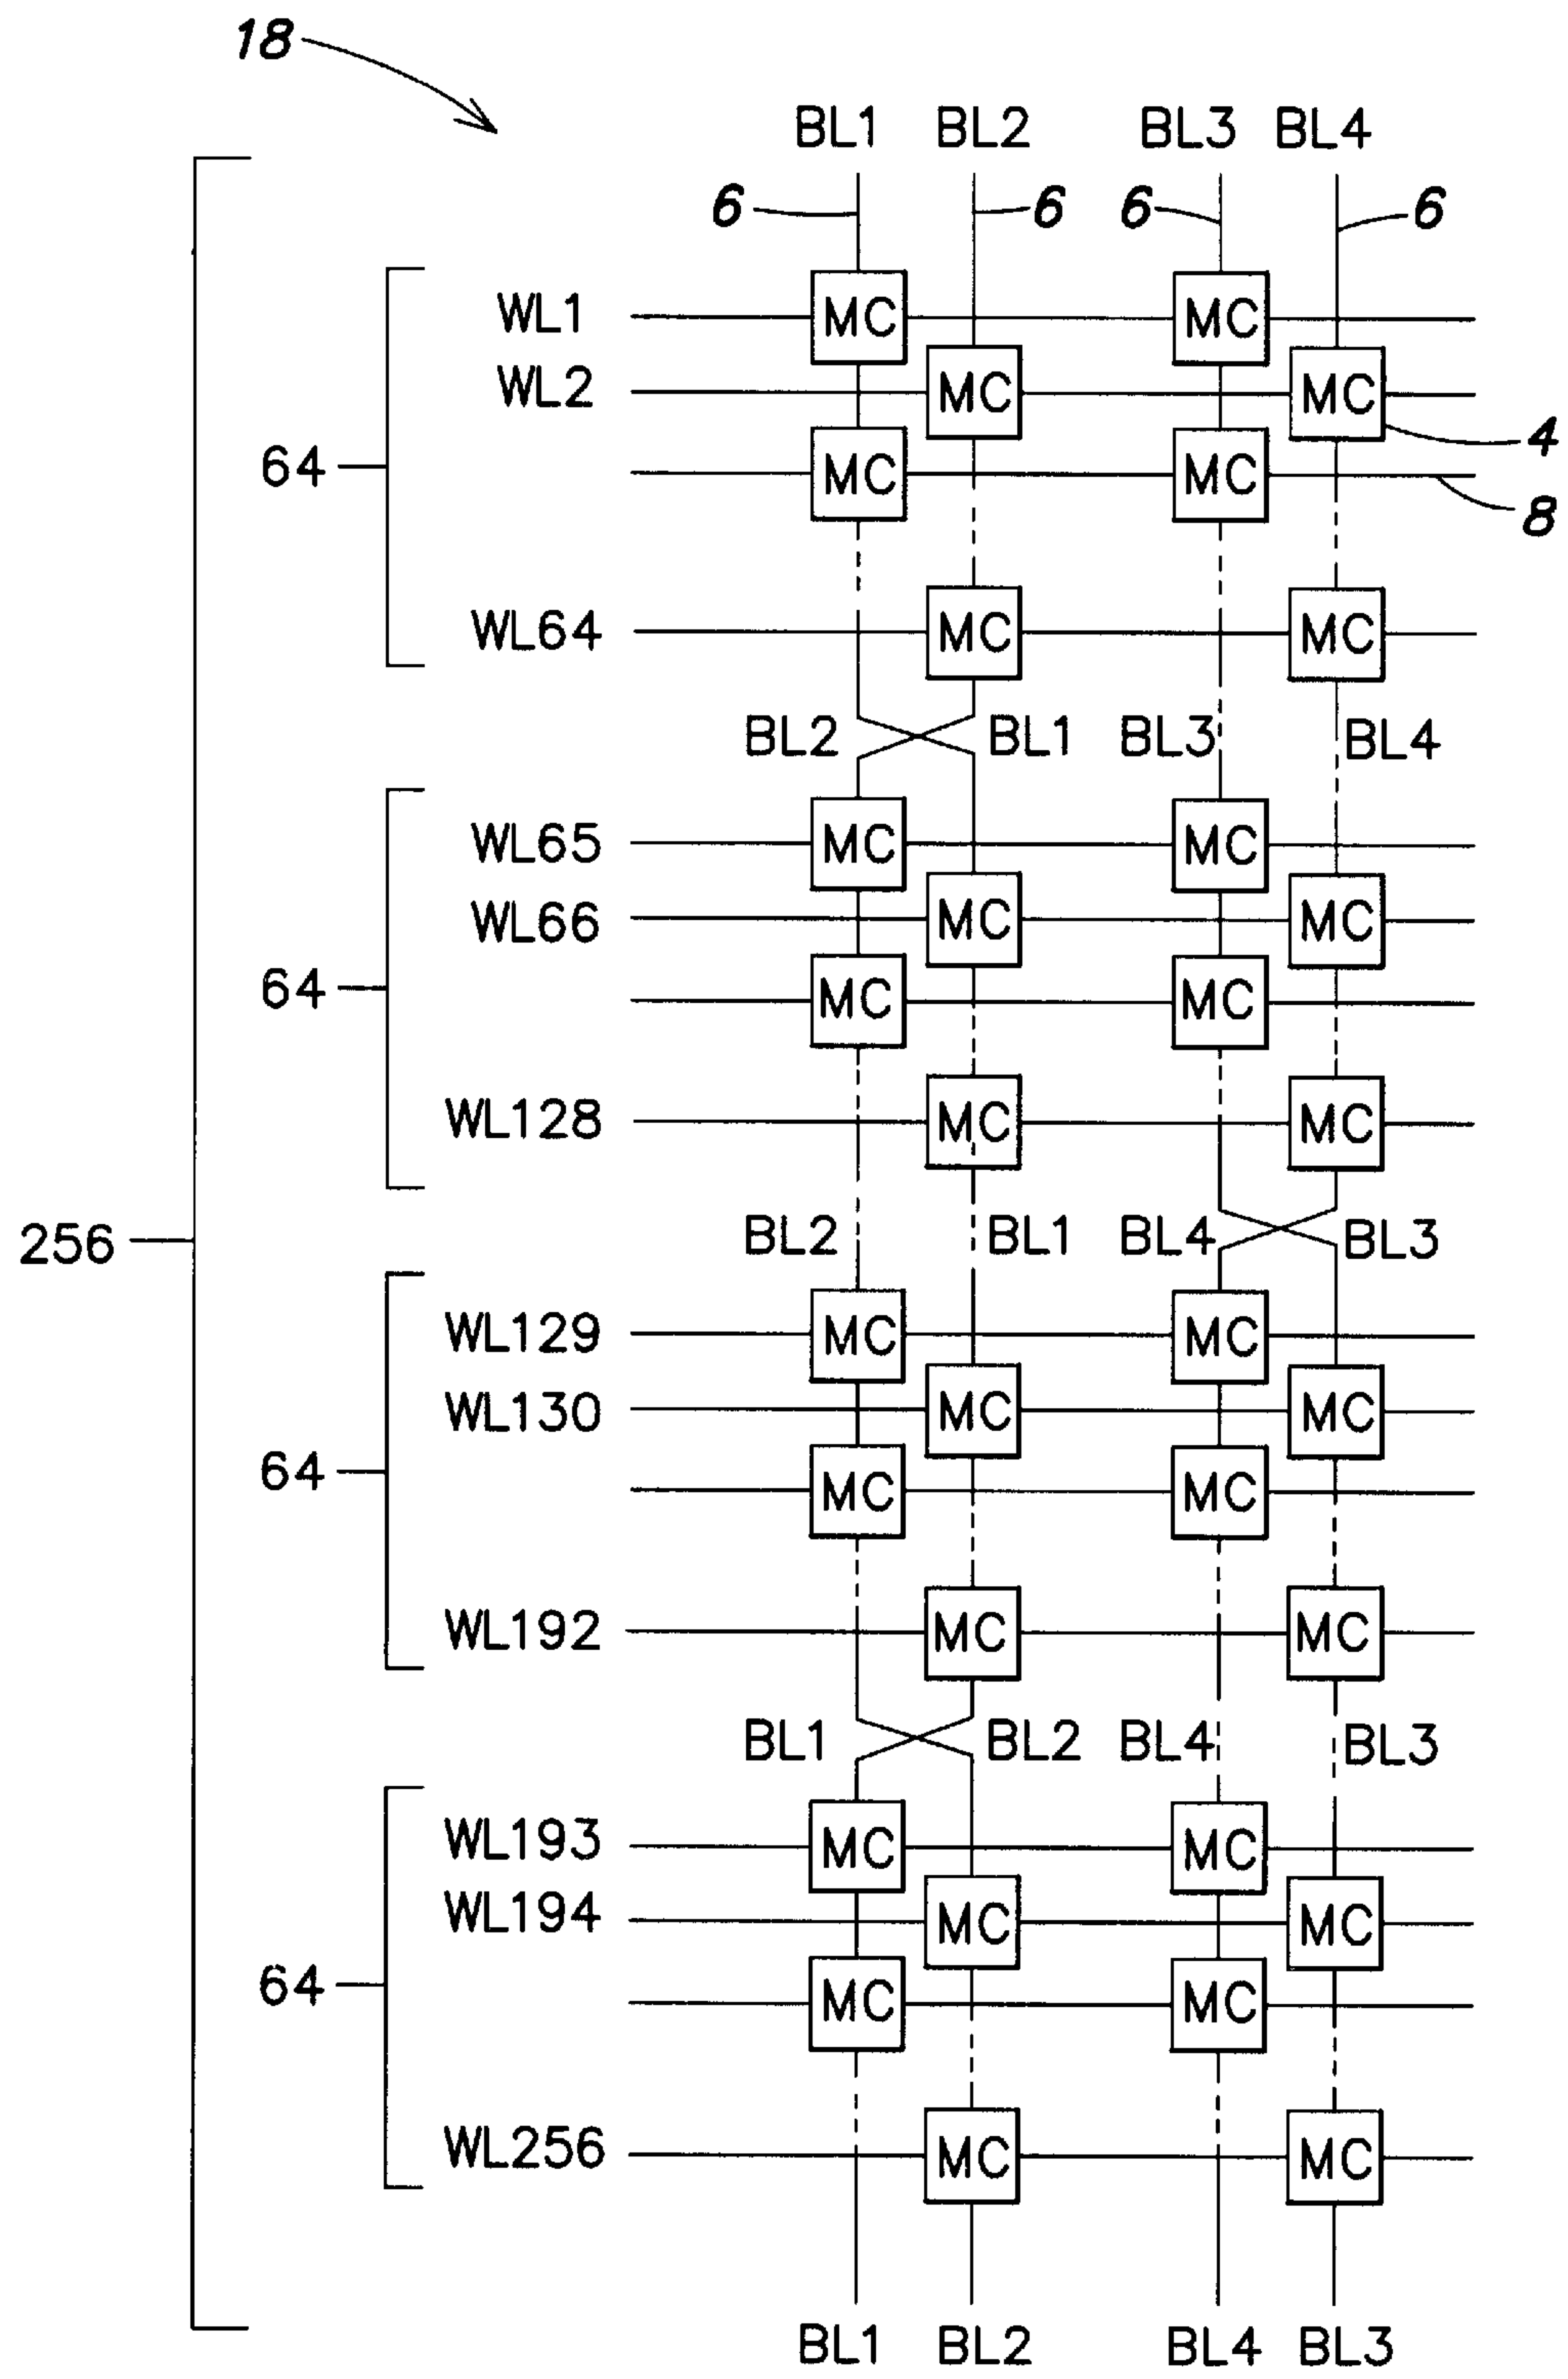 18
BL1 BL2 BL3 BL4
6 6 6 6
WL1 MC MC
WL2 MC MC
4
64 MC MC
8
WL64 MC MC
BL2 BL1 BL3 BL4
WL65 MC MC
WL66 MC MC
64 MC MC
WL128 MC MC
256 BL2 BL1 BL4 BL3
WL129 MC MC
WL130 MC MC
64 MC MC
WL192 MC MC
BL1 BL2 BL4 BL3
WL193 MC MC
WL194 MC MC
64 MC MC
WL256 MC MC
BL1 BL2 BL4 BL3